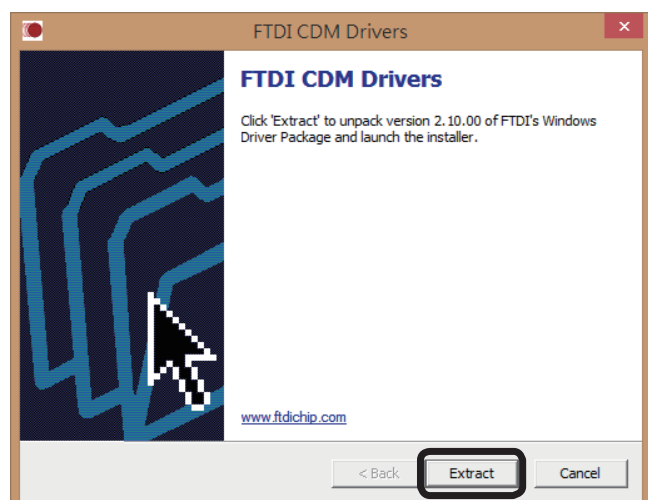 FTDI CDM Drivers
FTDI CDM Drivers
Click 'Extract' to unpack version 2.10.00 of FTDI's Windows
Driver Package and launch the installer.
www.ftdichip.com
< Back Extract Cancel